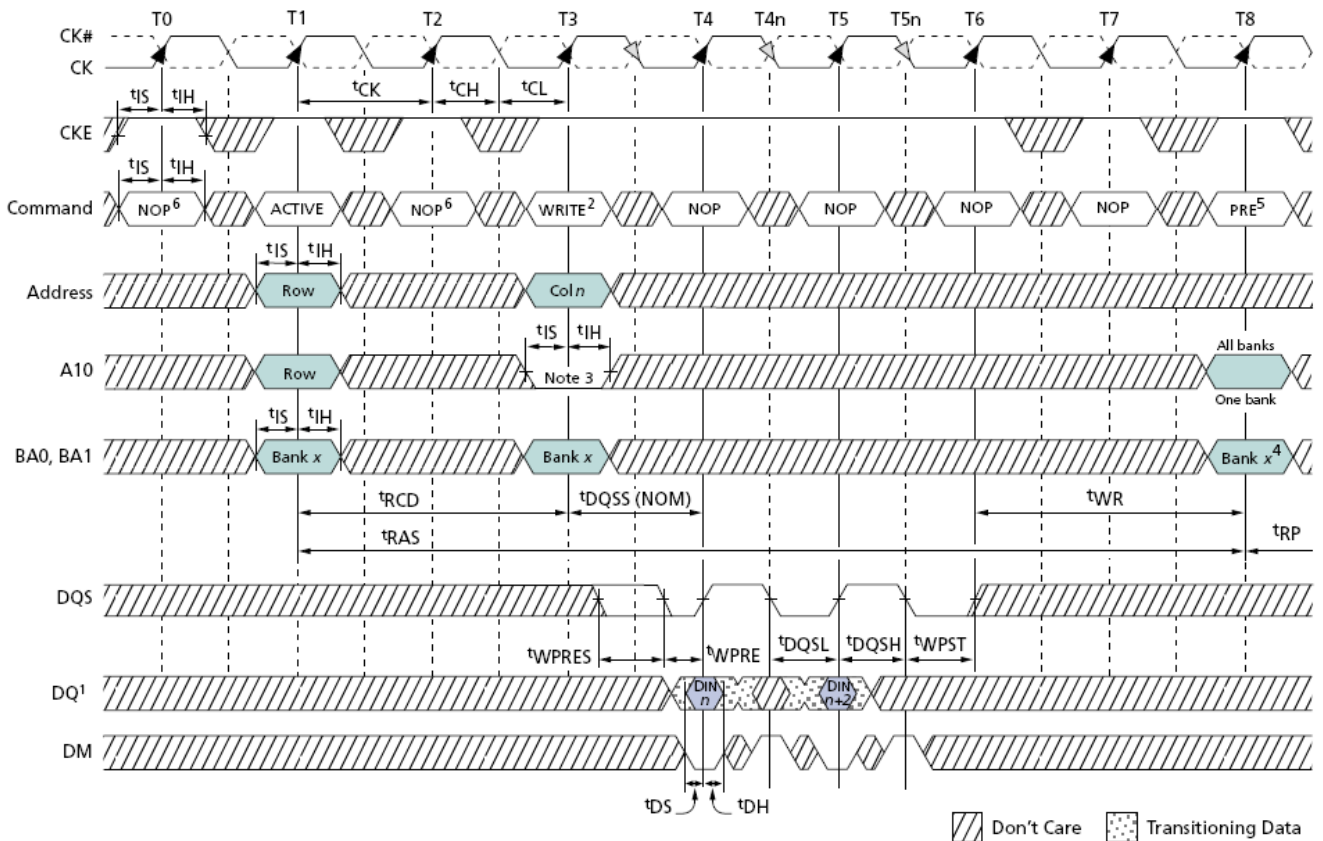 T0 T1 T2 T3 T4 T4n T5 T5n T6 T7 T8
CK#
CK
tIS tIH tCK tCH tCL
CKE
tIS tIH
Command NOP6 ACTIVE NOP6 WRITE2 NOP NOP NOP NOP PRE5
tIS tIH
Address Row Col n
tIS tIH All banks
A10 Row Note 3
One bank
tIS tIH
BA0, BA1 Bank x Bank x Bank x4
tRCD tDQSS (NOM) tWR
tRAS tRP
DQS
tWPRES tWPRE tDQSL tDQSH tWPST
DQ1 DIN n DIN n+2
DM
tDS tDH
Don't Care Transitioning Data